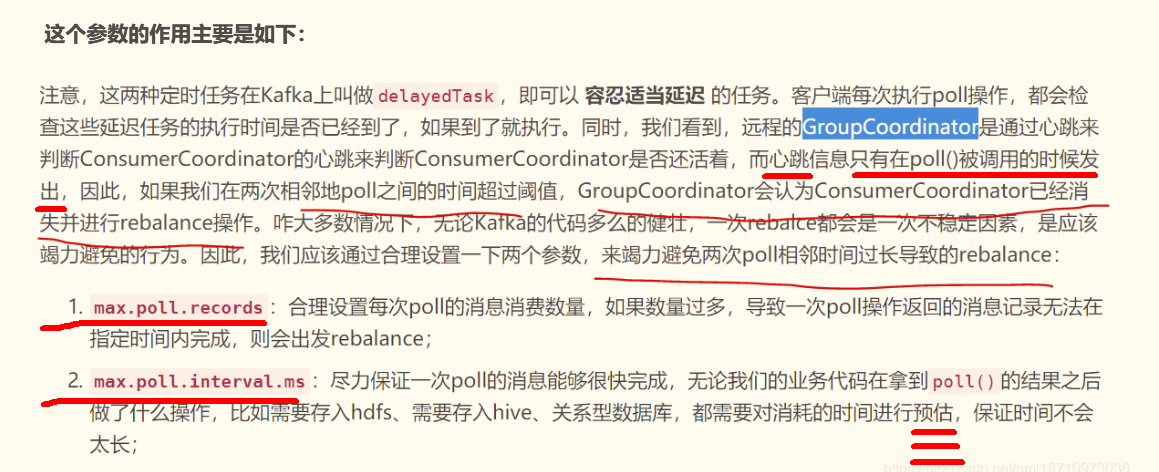 这个参数的作用主要是如下：
注意，这两种定时任务在Kafka上叫做delayedTask，即可以 容忍适当延迟 的任务。客户端每次执行poll操作，都会检
查这些延迟任务的执行时间是否已经到了，如果到了就执行。同时，我们看到，远程的GroupCoordinator是通过心跳来
判断ConsumerCoordinator的心跳来判断ConsumerCoordinator是否还活着，而心跳信息只有在poll()被调用的时候发
出，因此，如果我们在两次相邻地poll之间的时间超过阈值，GroupCoordinator会认为ConsumerCoordinator已经消
失并进行rebalance操作。咋大多数情况下，无论Kafka的代码多么的健壮，一次rebalce都会是一次不稳定因素，是应该
竭力避免的行为。因此，我们应该通过合理设置一下两个参数，来竭力避免两次poll相邻时间过长导致的rebalance：
1. max.poll.records：合理设置每次poll的消息消费数量，如果数量过多，导致一次poll操作返回的消息记录无法在
指定时间内完成，则会出发rebalance；
2. max.poll.interval.ms：尽力保证一次poll的消息能够很快完成，无论我们的业务代码在拿到poll()的结果之后
做了什么操作，比如需要存入hdfs、需要存入hive、关系型数据库，都需要对消耗的时间进行预估，保证时间不会
太长；